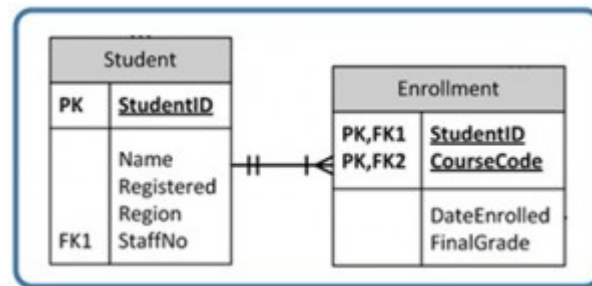 Student
PK StudentID
Name
Registered
Region
FK1 StaffNo
Enrollment
PK,FK1 StudentID
PK,FK2 CourseCode
DateEnrolled
FinalGrade